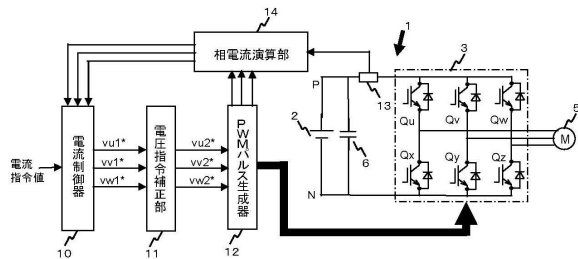 14
相電流演算部
1
3
P
13
Qu
Qv
Qw
5
M
2
6
Qx
Qy
Qz
N
電流
指令値
電流制御器
vu1*
vv1*
vw1*
電圧指令補正部
vu2*
vv2*
vw2*
PWMパルス生成器
10
11
12